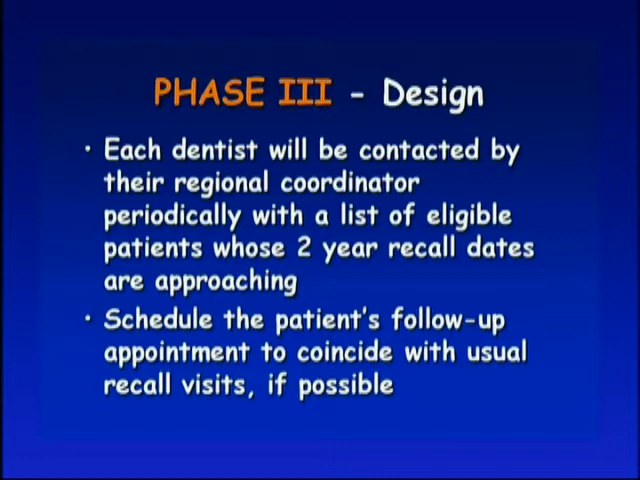 PHASE III - Design
• Each dentist will be contacted by
their regional coordinator
periodically with a list of eligible
patients whose 2 year recall dates
are approaching
• Schedule the patient's follow-up
appointment to coincide with usual
recall visits, if possible